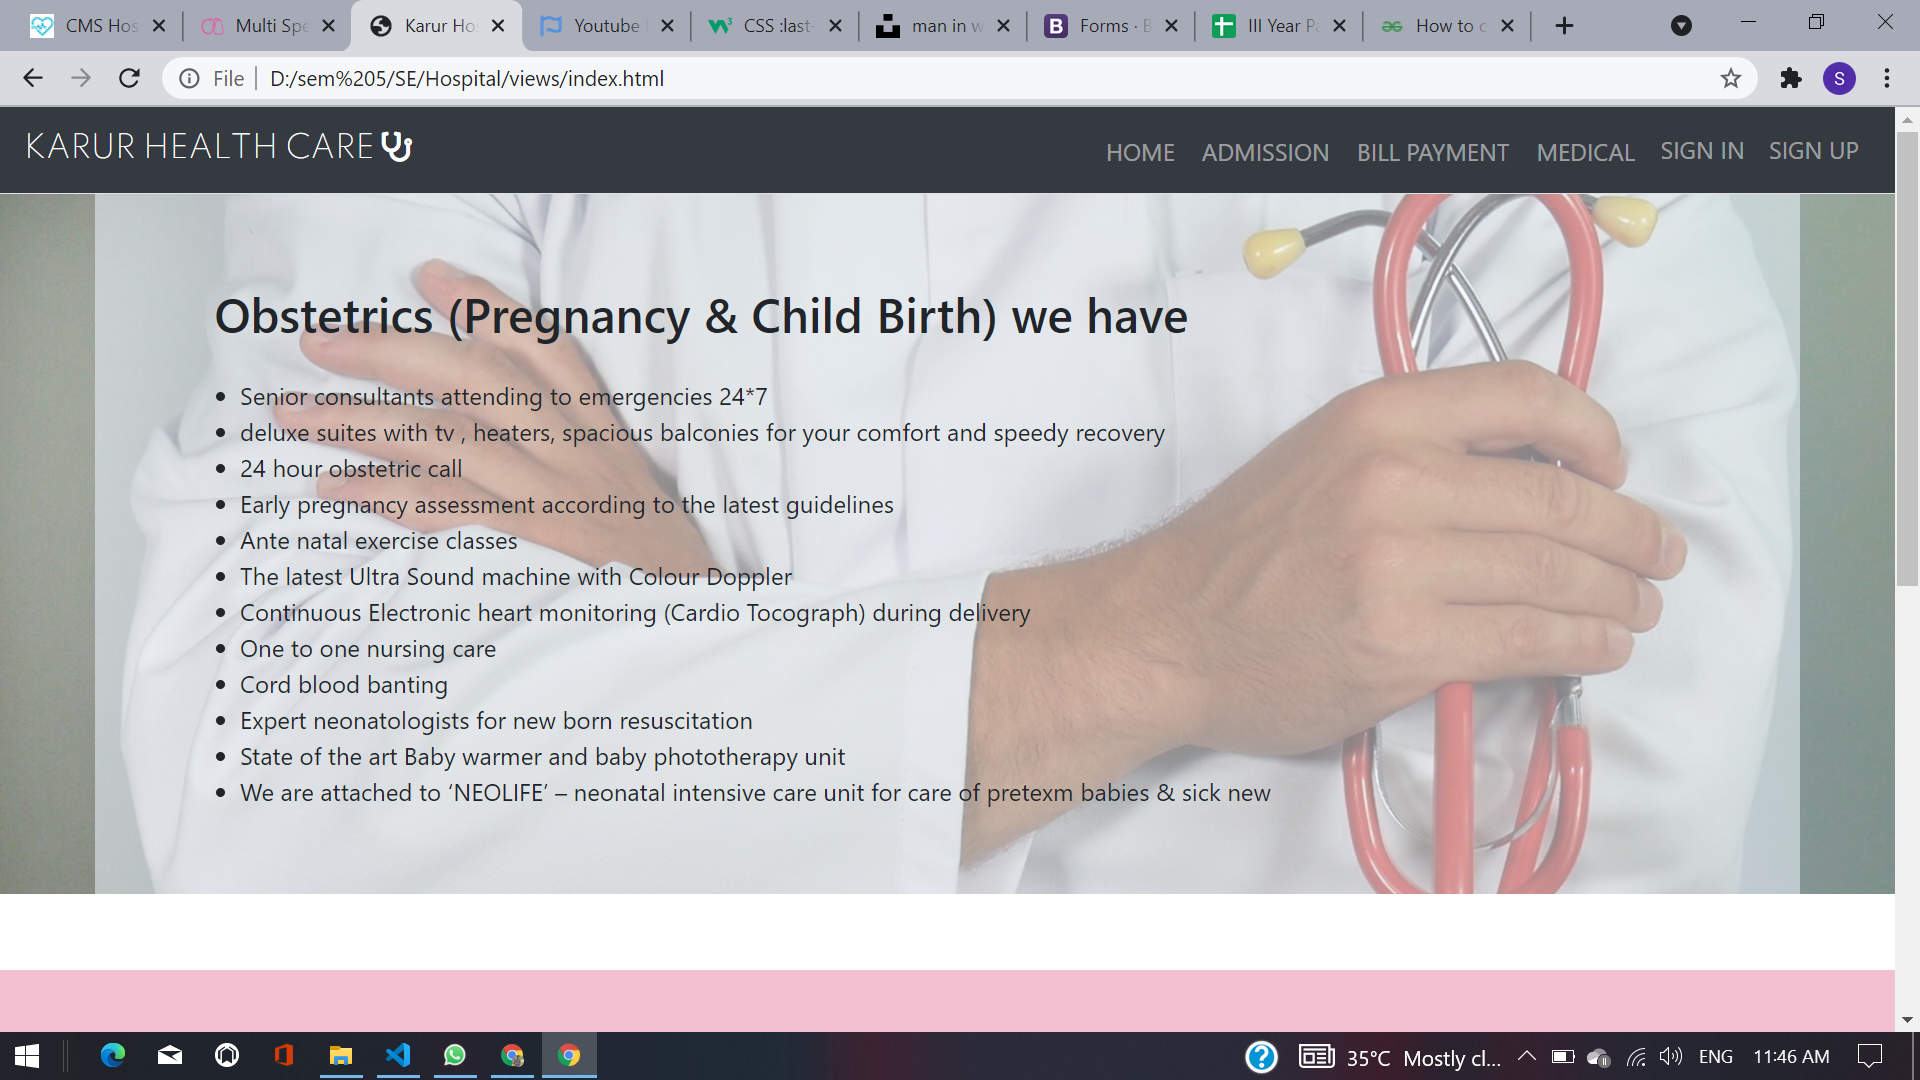 CMS Hos
Multi Spe
Karur Hos
Youtube
CSS :last-
man in w
Forms · B
III Year Pa
How to c
File
D:/sem%205/SE/Hospital/views/index.html
S
KARUR HEALTH CARE
HOME ADMISSION BILL PAYMENT MEDICAL SIGN IN SIGN UP
Obstetrics (Pregnancy & Child Birth) we have
• Senior consultants attending to emergencies 24*7
• deluxe suites with tv , heaters, spacious balconies for your comfort and speedy recovery
• 24 hour obstetric call
• Early pregnancy assessment according to the latest guidelines
• Ante natal exercise classes
• The latest Ultra Sound machine with Colour Doppler
• Continuous Electronic heart monitoring (Cardio Tocograph) during delivery
• One to one nursing care
• Cord blood banting
• Expert neonatologists for new born resuscitation
• State of the art Baby warmer and baby phototherapy unit
• We are attached to ‘NEOLIFE’ – neonatal intensive care unit for care of pretexm babies & sick new
35°C Mostly cl... ENG 11:46 AM